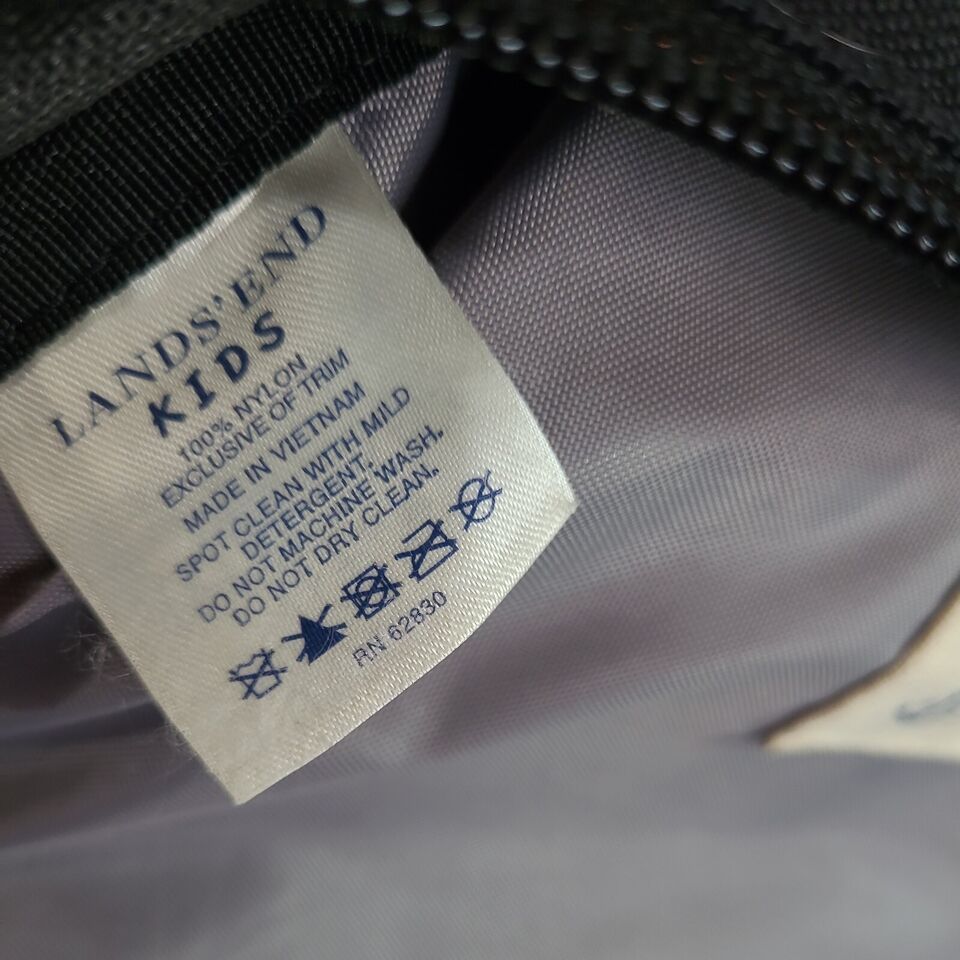 LANDS' END
KIDS
100% NYLON
EXCLUSIVE OF TRIM
MADE IN VIETNAM
SPOT CLEAN WITH MILD
DETERGENT.
DO NOT MACHINE WASH.
DO NOT DRY CLEAN.
RN 62830